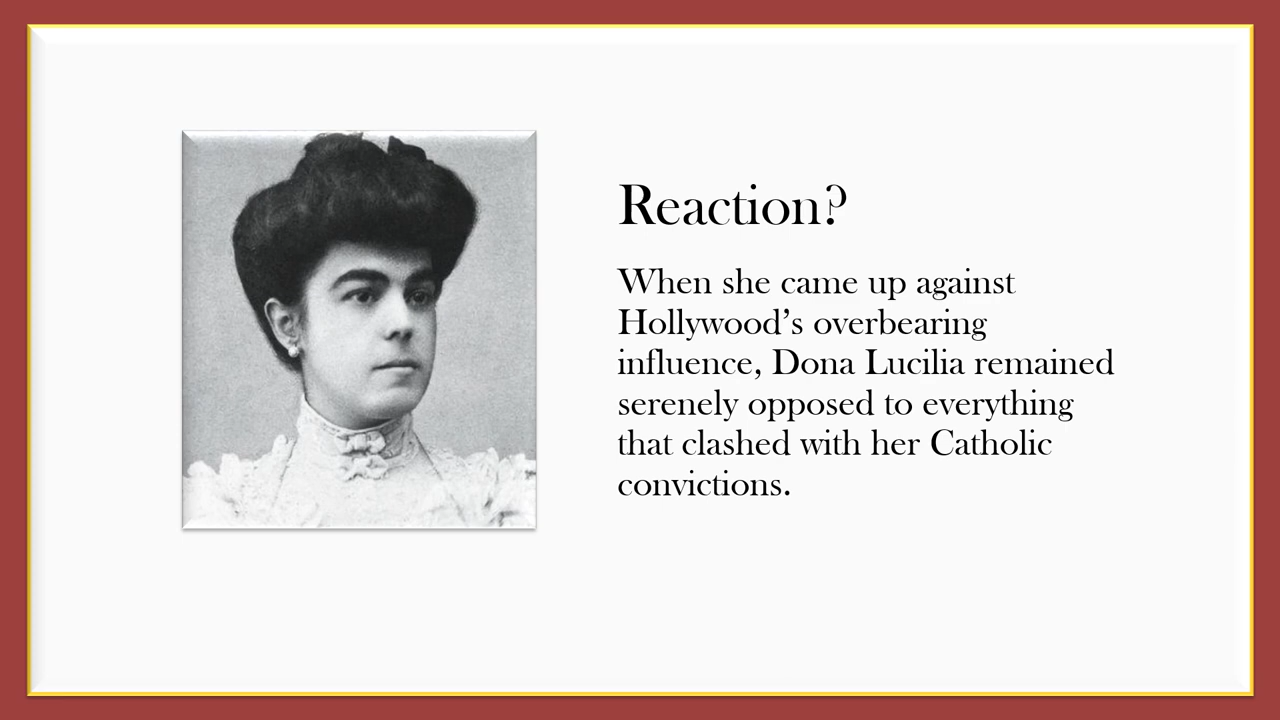 Reaction?
When she came up against
Hollywood’s overbearing
influence, Dona Lucilia remained
serenely opposed to everything
that clashed with her Catholic
convictions.